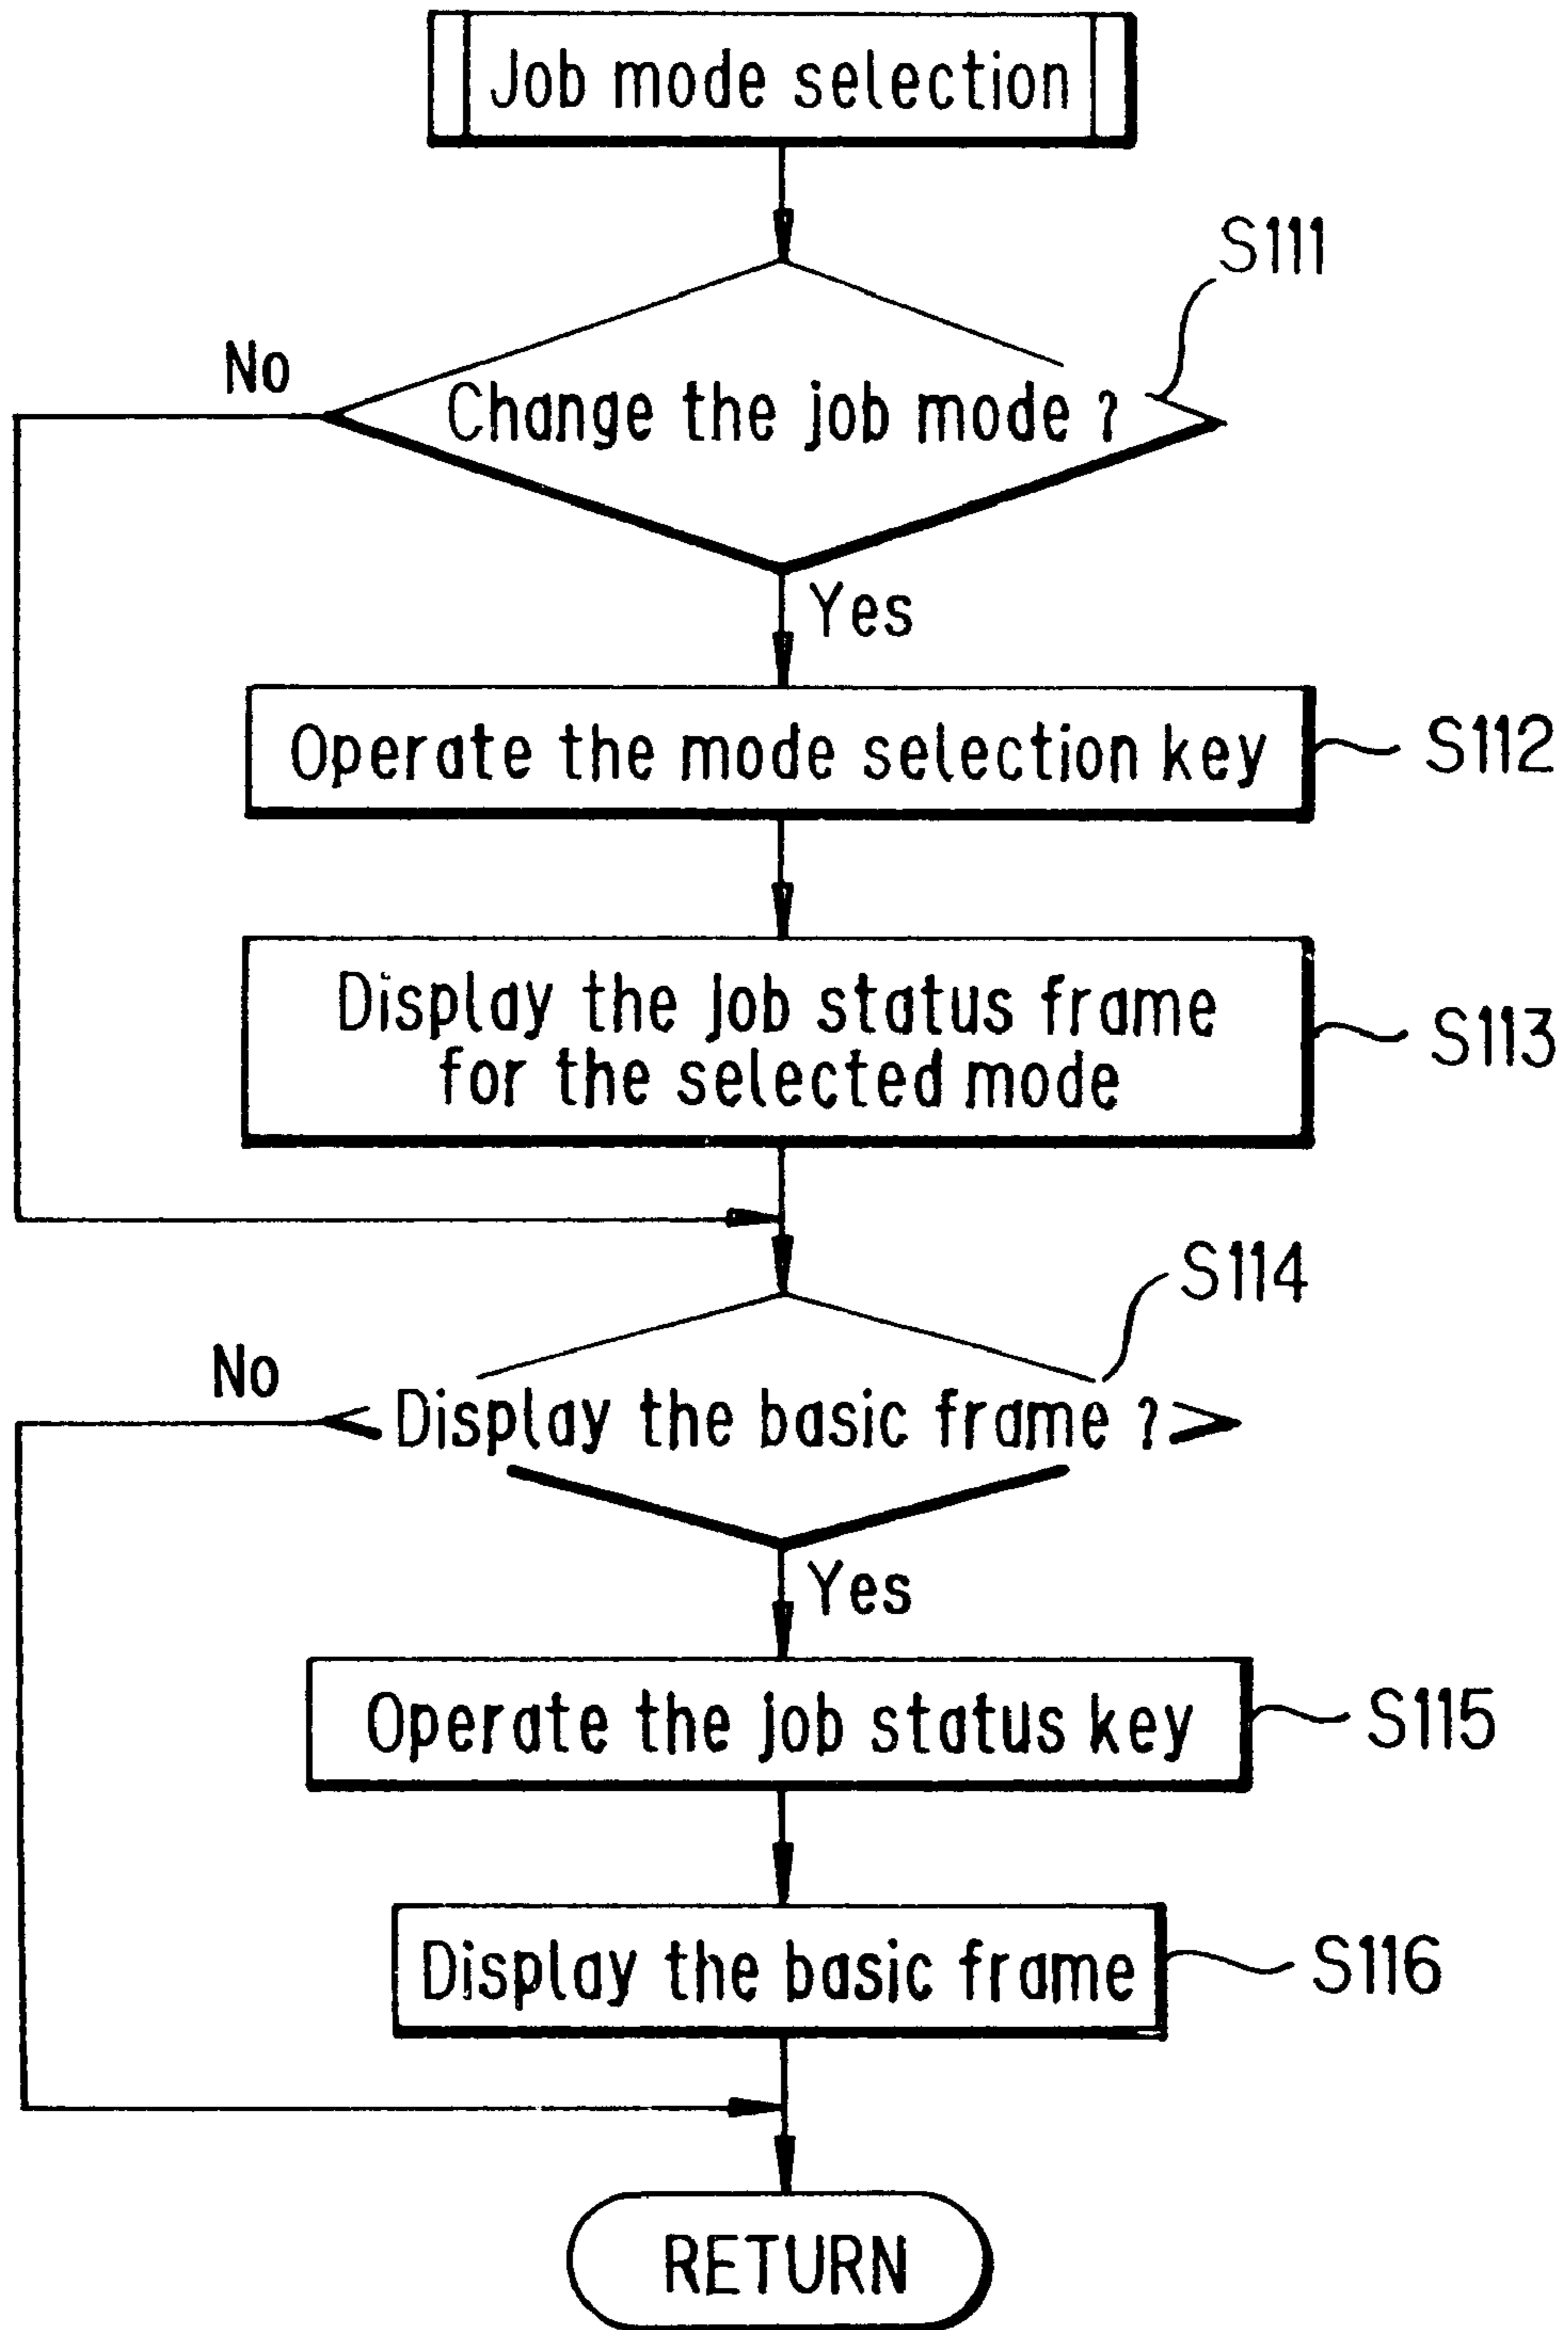 Job mode selection
S111
No
Change the job mode ?
Yes
Operate the mode selection key
S112
Display the job status frame
for the selected mode
S113
S114
No
Display the basic frame ?
Yes
Operate the job status key
S115
Display the basic frame
S116
RETURN